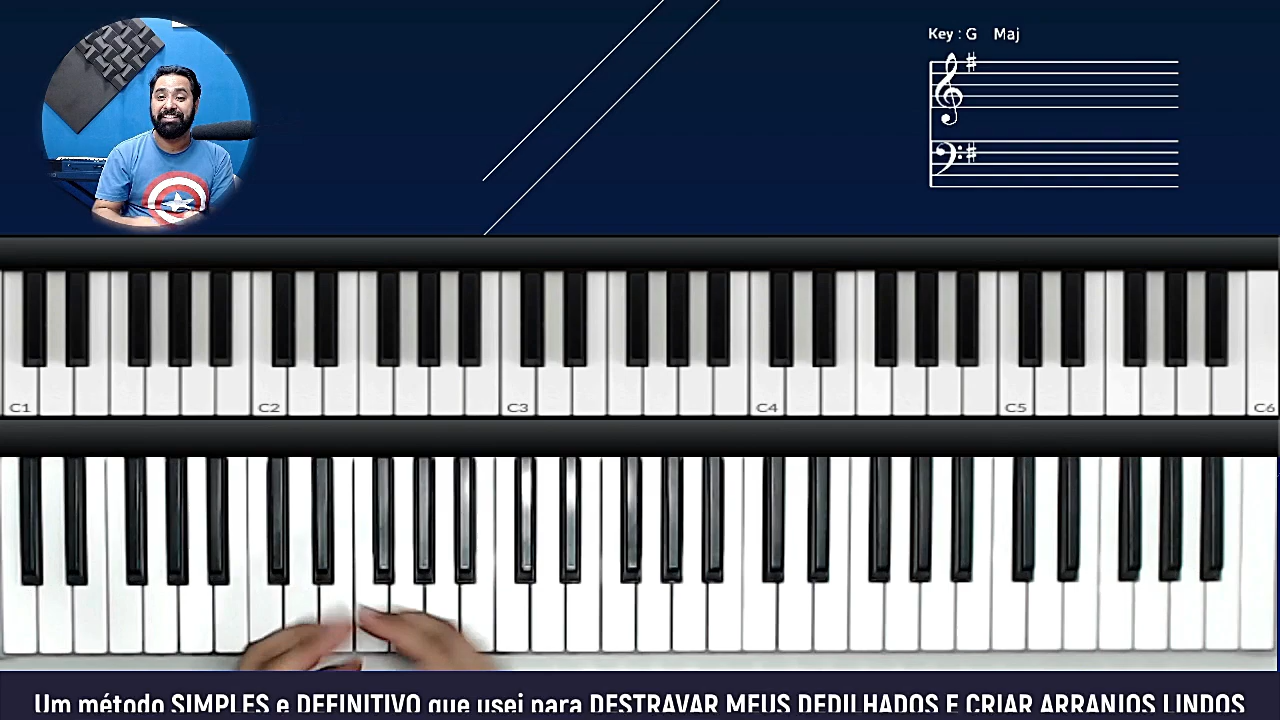 Key : G Maj
C1 C2 C3 C4 C5 C6
Um método SIMPLES e DEFINITIVO que usei para DESTRAVAR MEUS DEDILHADOS E CRIAR ARRANJOS LINDOS